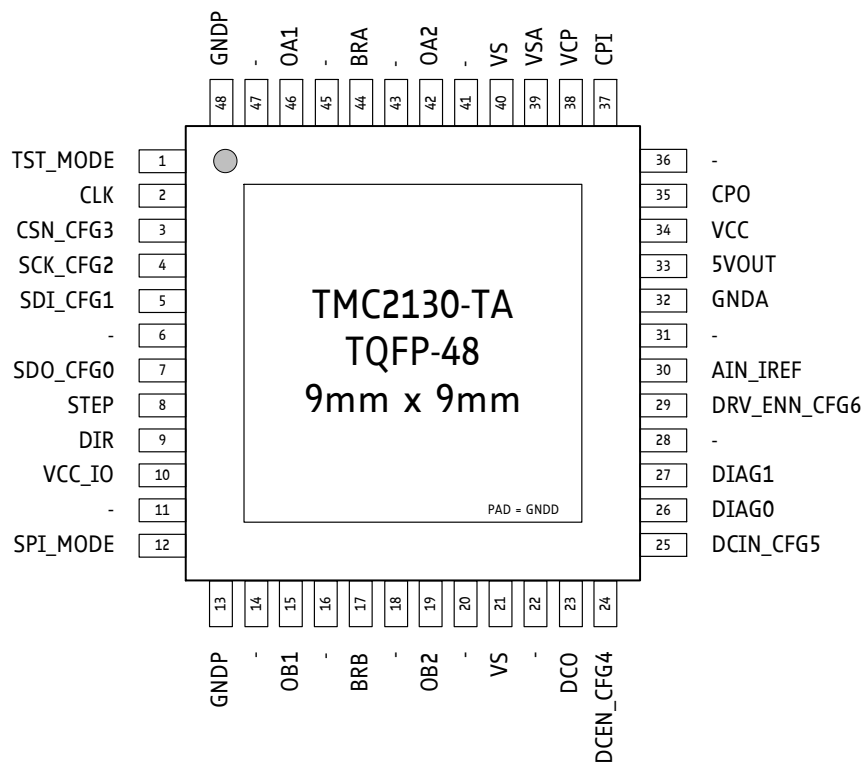 GNDP
-
OA1
-
BRA
-
OA2
-
VS
VSA
VCP
CPI
48
47
46
45
44
43
42
41
40
39
38
37
TST_MODE 1
CLK 2
CSN_CFG3 3
SCK_CFG2 4
SDI_CFG1 5
- 6
SDO_CFG0 7
STEP 8
DIR 9
VCC_IO 10
- 11
SPI_MODE 12
TMC2130-TA
TQFP-48
9mm x 9mm
PAD = GNDD
36 -
35 CPO
34 VCC
33 5VOUT
32 GNDA
31 -
30 AIN_IREF
29 DRV_ENN_CFG6
28 -
27 DIAG1
26 DIAG0
25 DCIN_CFG5
13
14
15
16
17
18
19
20
21
22
23
24
GNDP
-
OB1
-
BRB
-
OB2
-
VS
-
DCO
DCEN_CFG4